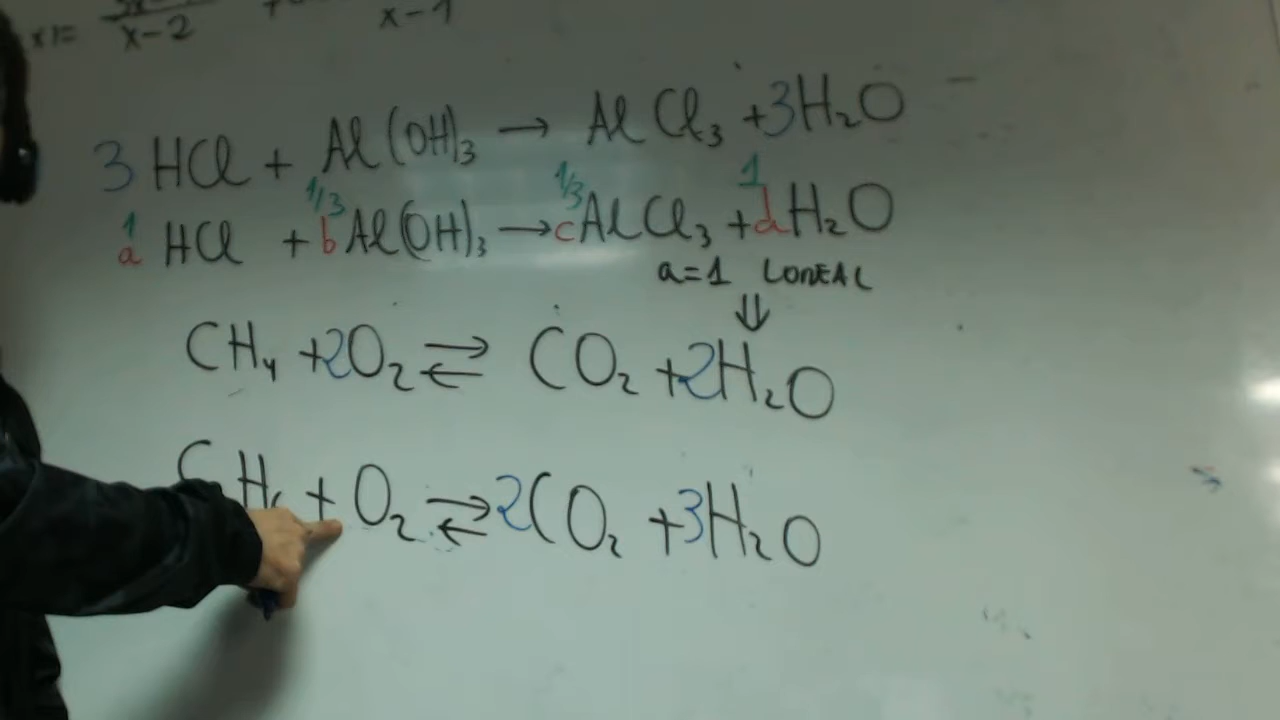 x-2 x-1
3 HCl + Al(OH)₃ → AlCl₃ + 3H₂O
1 1/3 1/3 1
a HCl + b Al(OH)₃ → c AlCl₃ + d H₂O
a=1 LONEAL
⇓
CH₄ + 2O₂ ⇄ CO₂ + 2H₂O
C H + O₂ ⇄ 2CO₂ + 3H₂O